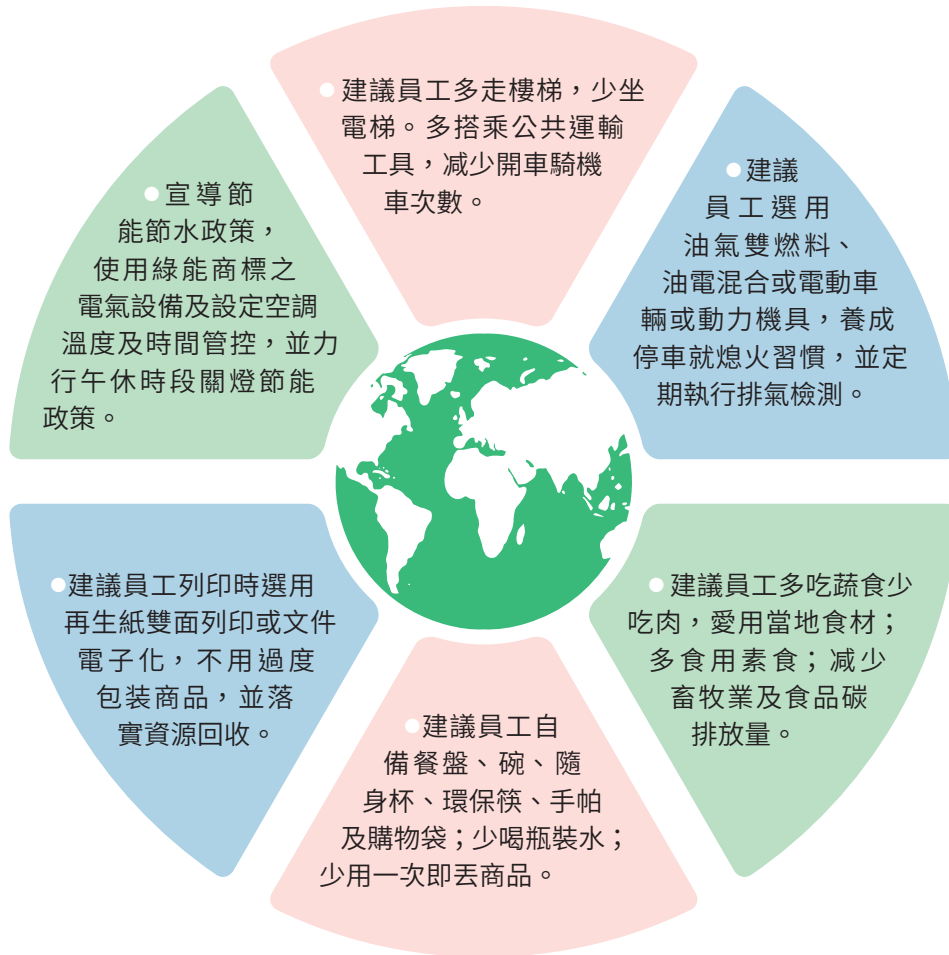 建議員工多走樓梯，少坐
電梯。多搭乘公共運輸
工具，減少開車騎機
車次數。
建議
員工選用
油氣雙燃料、
油電混合或電動車
輛或動力機具，養成
停車就熄火習慣，並定
期執行排氣檢測。
建議員工多吃蔬食少
吃肉，愛用當地食材；
多食用素食；減少
畜牧業及食品碳
排放量。
建議員工自
備餐盤、碗、隨
身杯、環保筷、手帕
及購物袋；少喝瓶裝水；
少用一次即丟商品。
建議員工列印時選用
再生紙雙面列印或文件
電子化，不用過度
包裝商品，並落
實資源回收。
宣導節
能節水政策，
使用綠能商標之
電氣設備及設定空調
溫度及時間管控，並力
行午休時段關燈節能
政策。